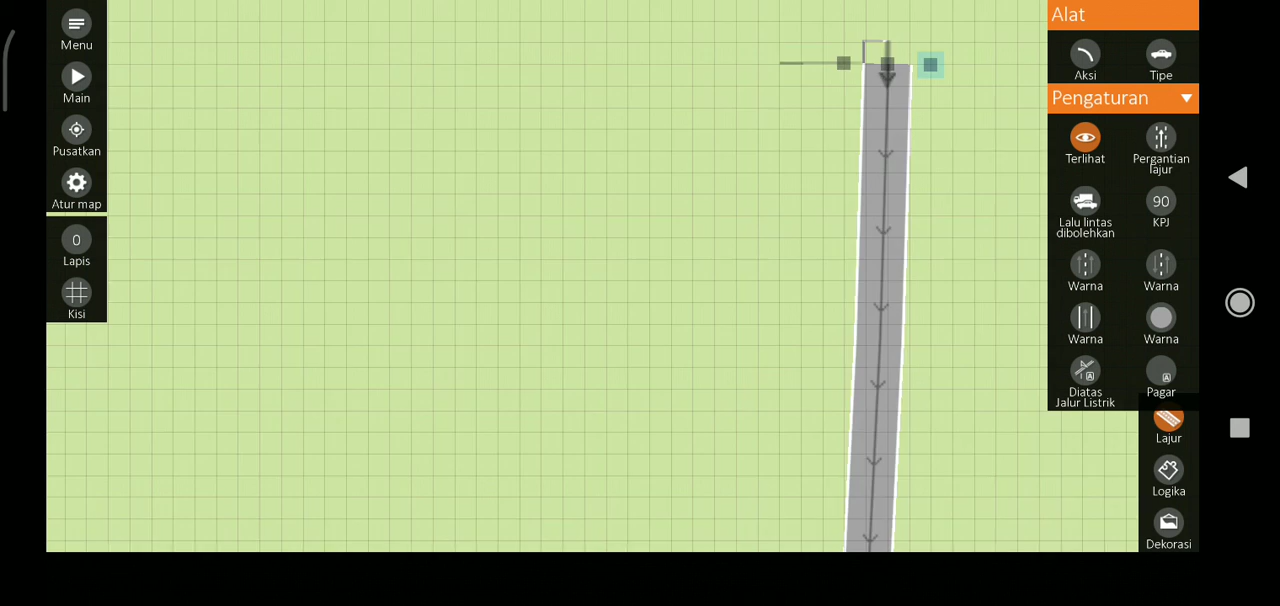 Menu
Main
Pusatkan
Atur map
0
Lapis
Kisi
Alat
Aksi
Tipe
Pengaturan
Terlihat
Pergantian
lajur
Lalu lintas
dibolehkan
90
KPJ
Warna
Warna
Warna
Warna
A
Diatas
Jalur Listrik
A
Pagar
Lajur
Logika
Dekorasi